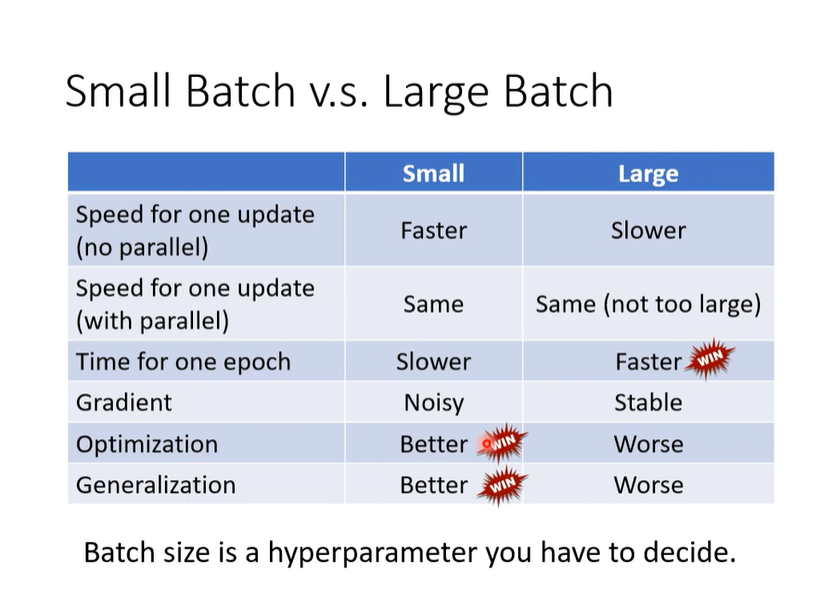 Small Batch v.s. Large Batch
Small Large
Speed for one update
(no parallel)
Faster Slower
Speed for one update
(with parallel)
Same Same (not too large)
Time for one epoch Slower Faster WIN
Gradient Noisy Stable
Optimization Better WIN Worse
Generalization Better WIN Worse
Batch size is a hyperparameter you have to decide.